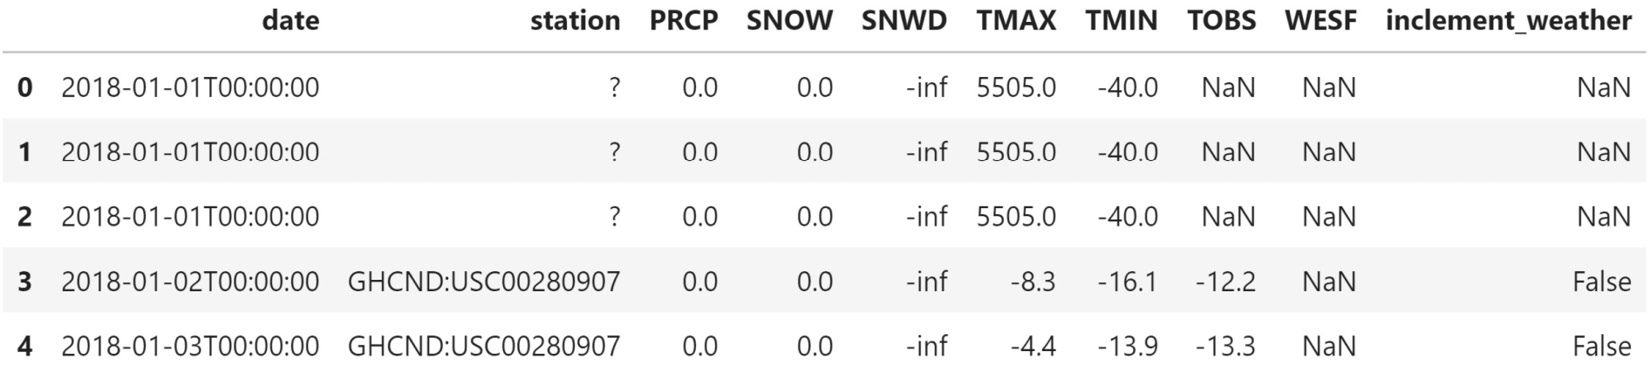 date station PRCP SNOW SNWD TMAX TMIN TOBS WESF inclement_weather
0 2018-01-01T00:00:00 ? 0.0 0.0 -inf 5505.0 -40.0 NaN NaN NaN
1 2018-01-01T00:00:00 ? 0.0 0.0 -inf 5505.0 -40.0 NaN NaN NaN
2 2018-01-01T00:00:00 ? 0.0 0.0 -inf 5505.0 -40.0 NaN NaN NaN
3 2018-01-02T00:00:00 GHCND:USC00280907 0.0 0.0 -inf -8.3 -16.1 -12.2 NaN False
4 2018-01-03T00:00:00 GHCND:USC00280907 0.0 0.0 -inf -4.4 -13.9 -13.3 NaN False